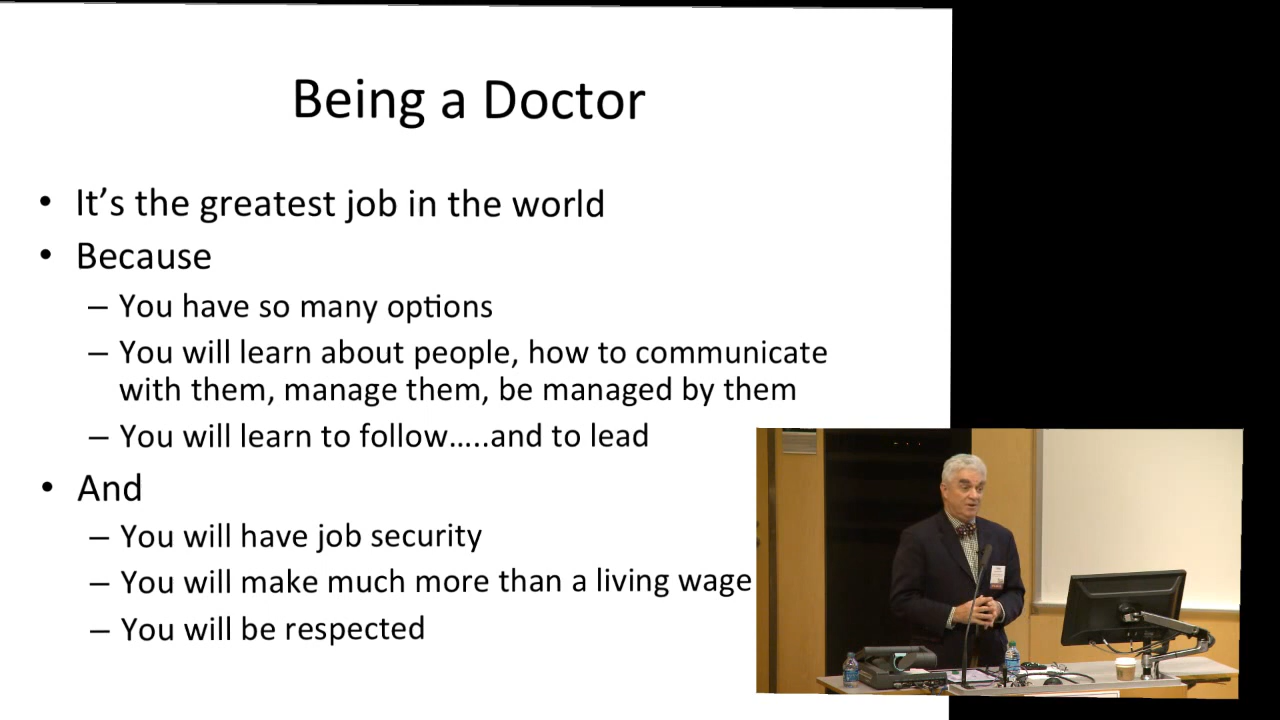 Being a Doctor
• It’s the greatest job in the world
• Because
– You have so many options
– You will learn about people, how to communicate
with them, manage them, be managed by them
– You will learn to follow…..and to lead
• And
– You will have job security
– You will make much more than a living wage
– You will be respected